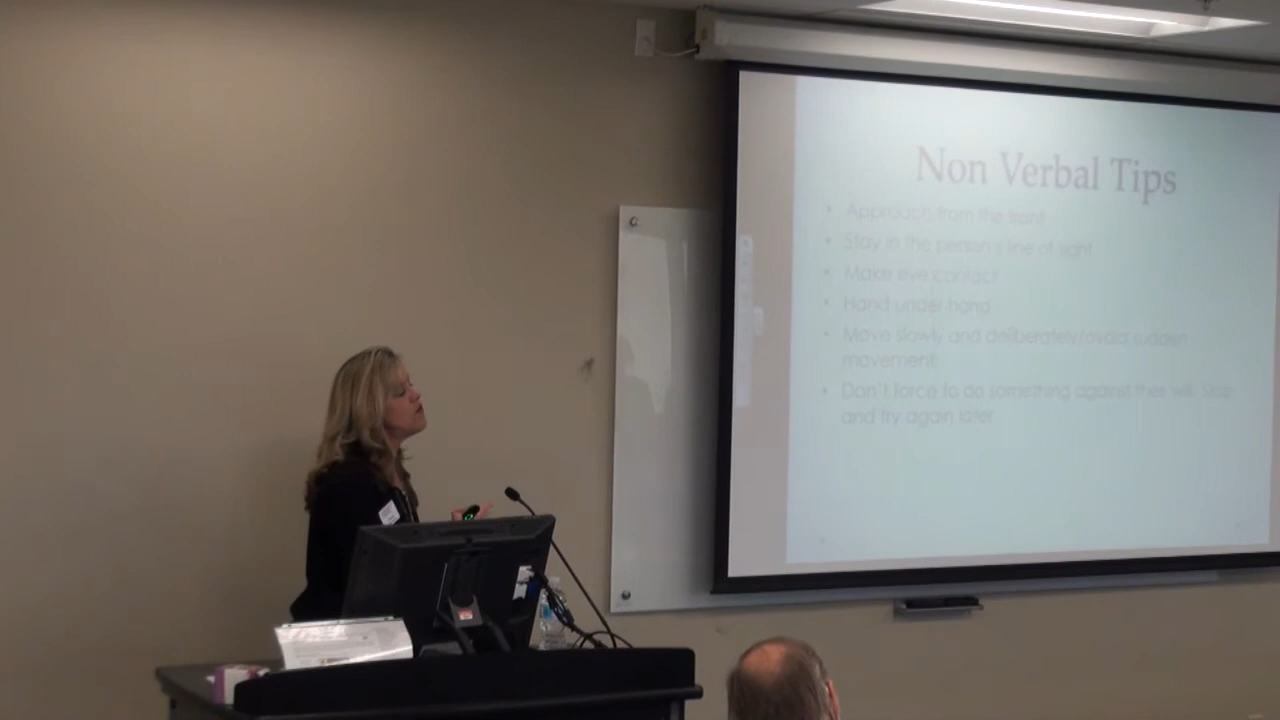 Non Verbal Tips
• Approach from the front
• Stay in the person's line of sight
• Make eye contact
• Hand under hand
• Move slowly and deliberately/avoid sudden
movement
• Don't force to do something against their will. Stop
and try again later